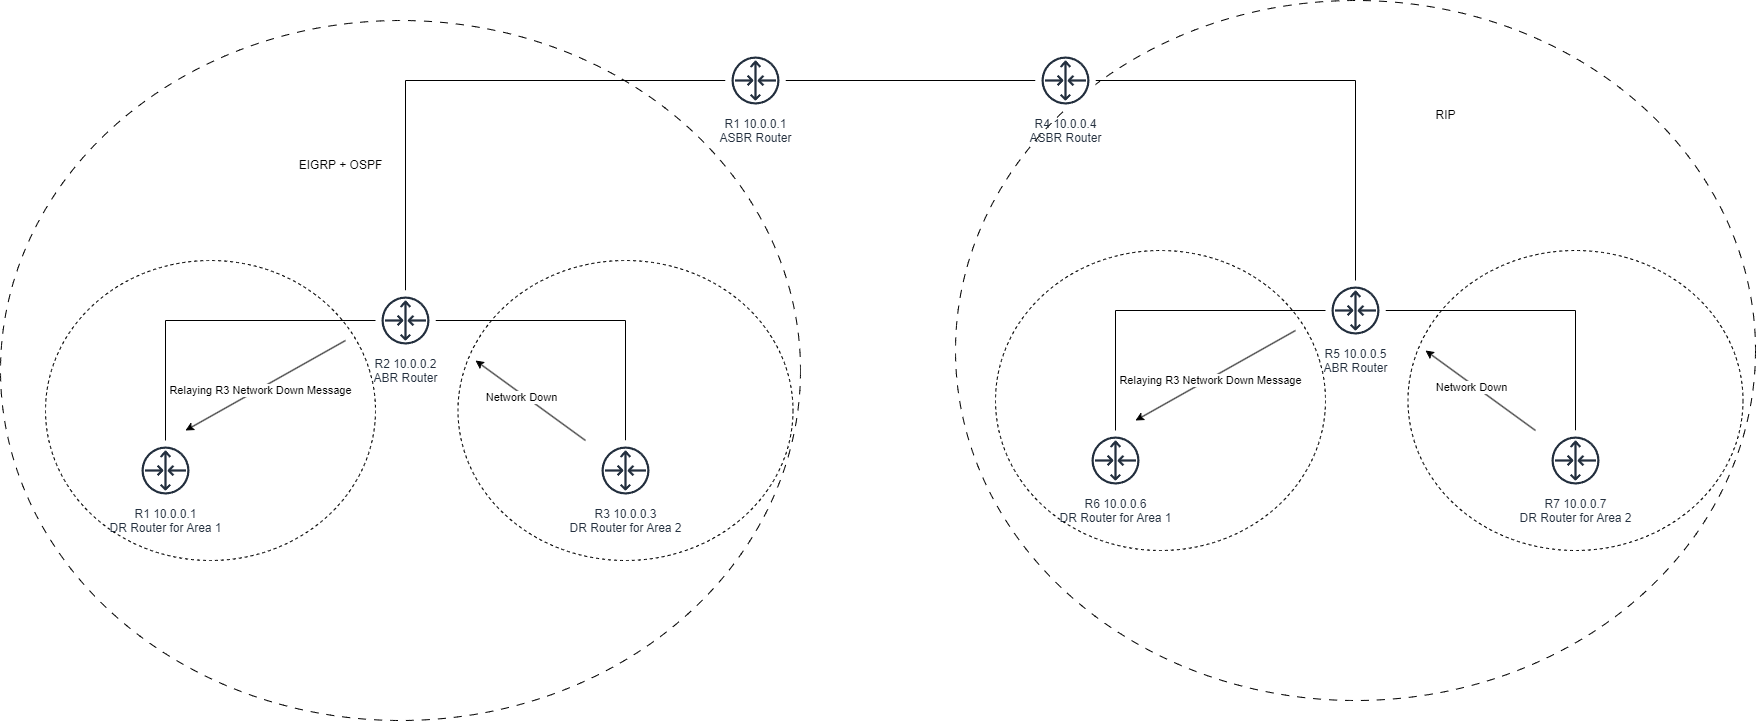 R1 10.0.0.1
ASBR Router
R4 10.0.0.4
ASBR Router
RIP
EIGRP + OSPF
R2 10.0.0.2
ABR Router
R5 10.0.0.5
ABR Router
Relaying R3 Network Down Message
Network Down
Relaying R3 Network Down Message
Network Down
R1 10.0.0.1
DR Router for Area 1
R3 10.0.0.3
DR Router for Area 2
R6 10.0.0.6
DR Router for Area 1
R7 10.0.0.7
DR Router for Area 2